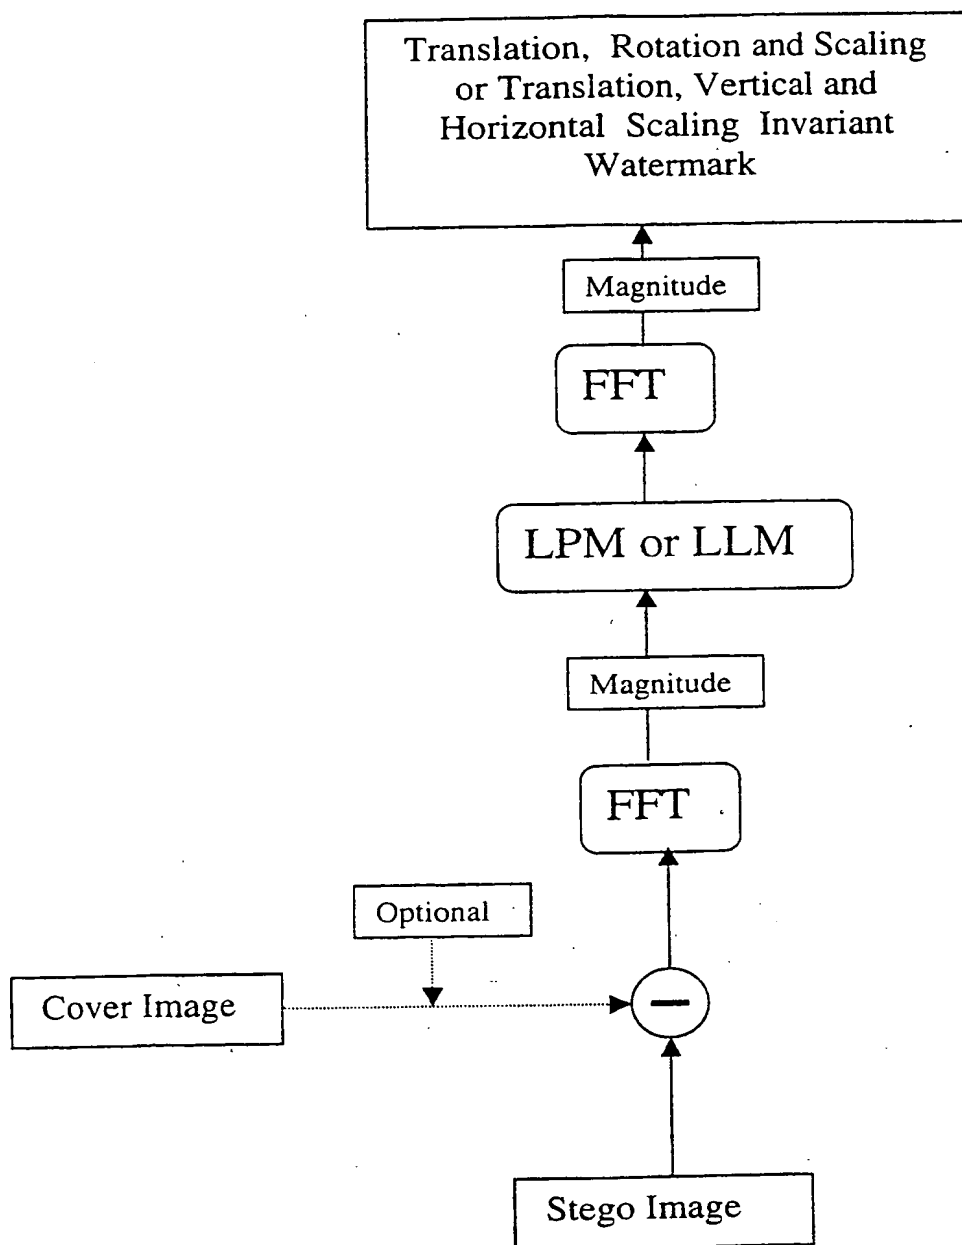 Translation, Rotation and Scaling
or Translation, Vertical and
Horizontal Scaling Invariant
Watermark
Magnitude
FFT
LPM or LLM
Magnitude
FFT
Optional
Cover Image
Stego Image